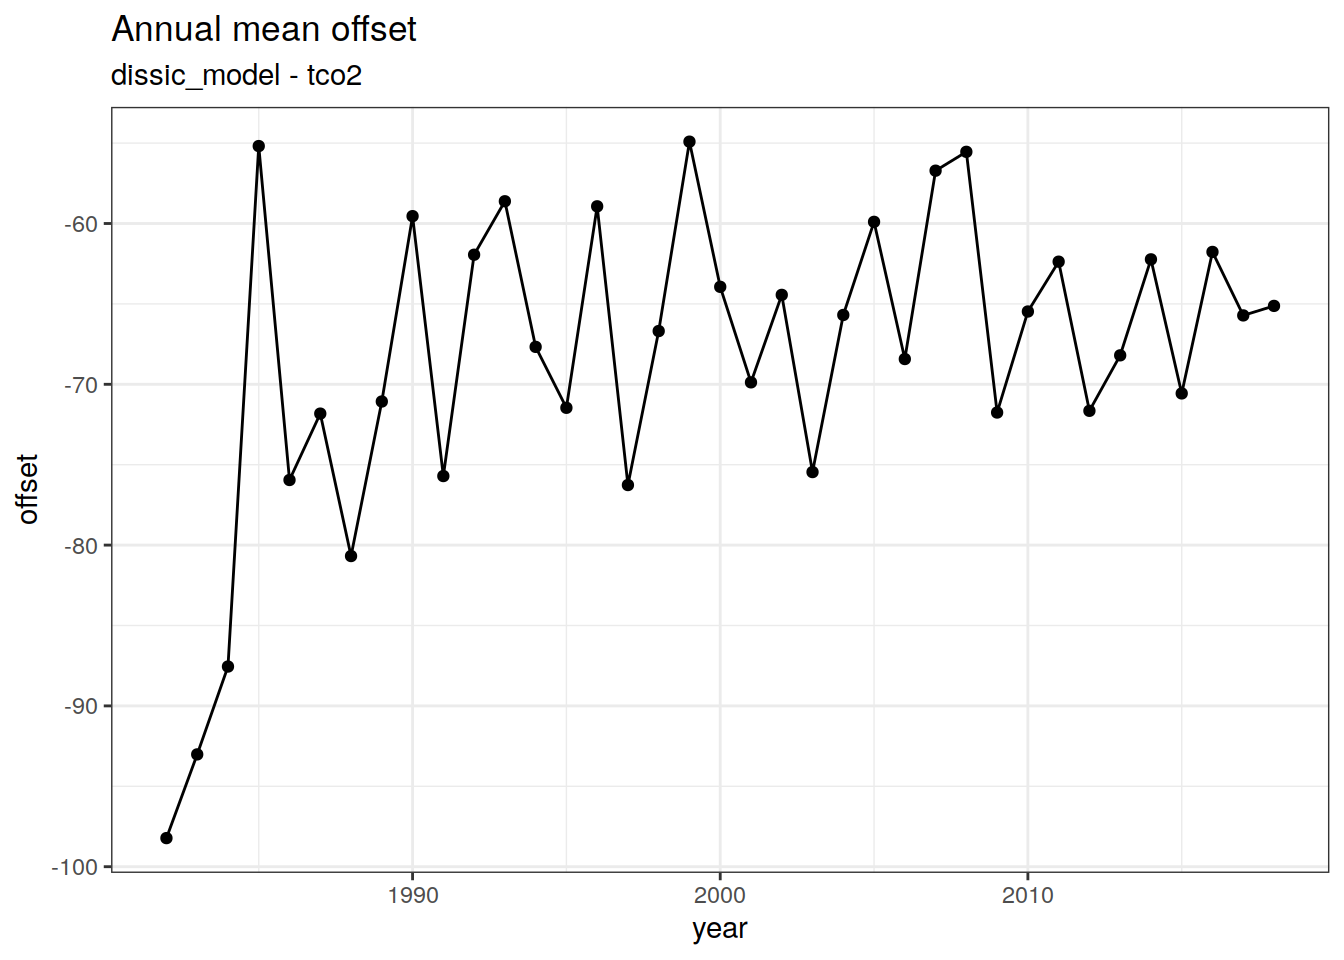 Annual mean offset
dissic_model - tco2
offset
-60
-70
-80
-90
-100
1990
2000
2010
year